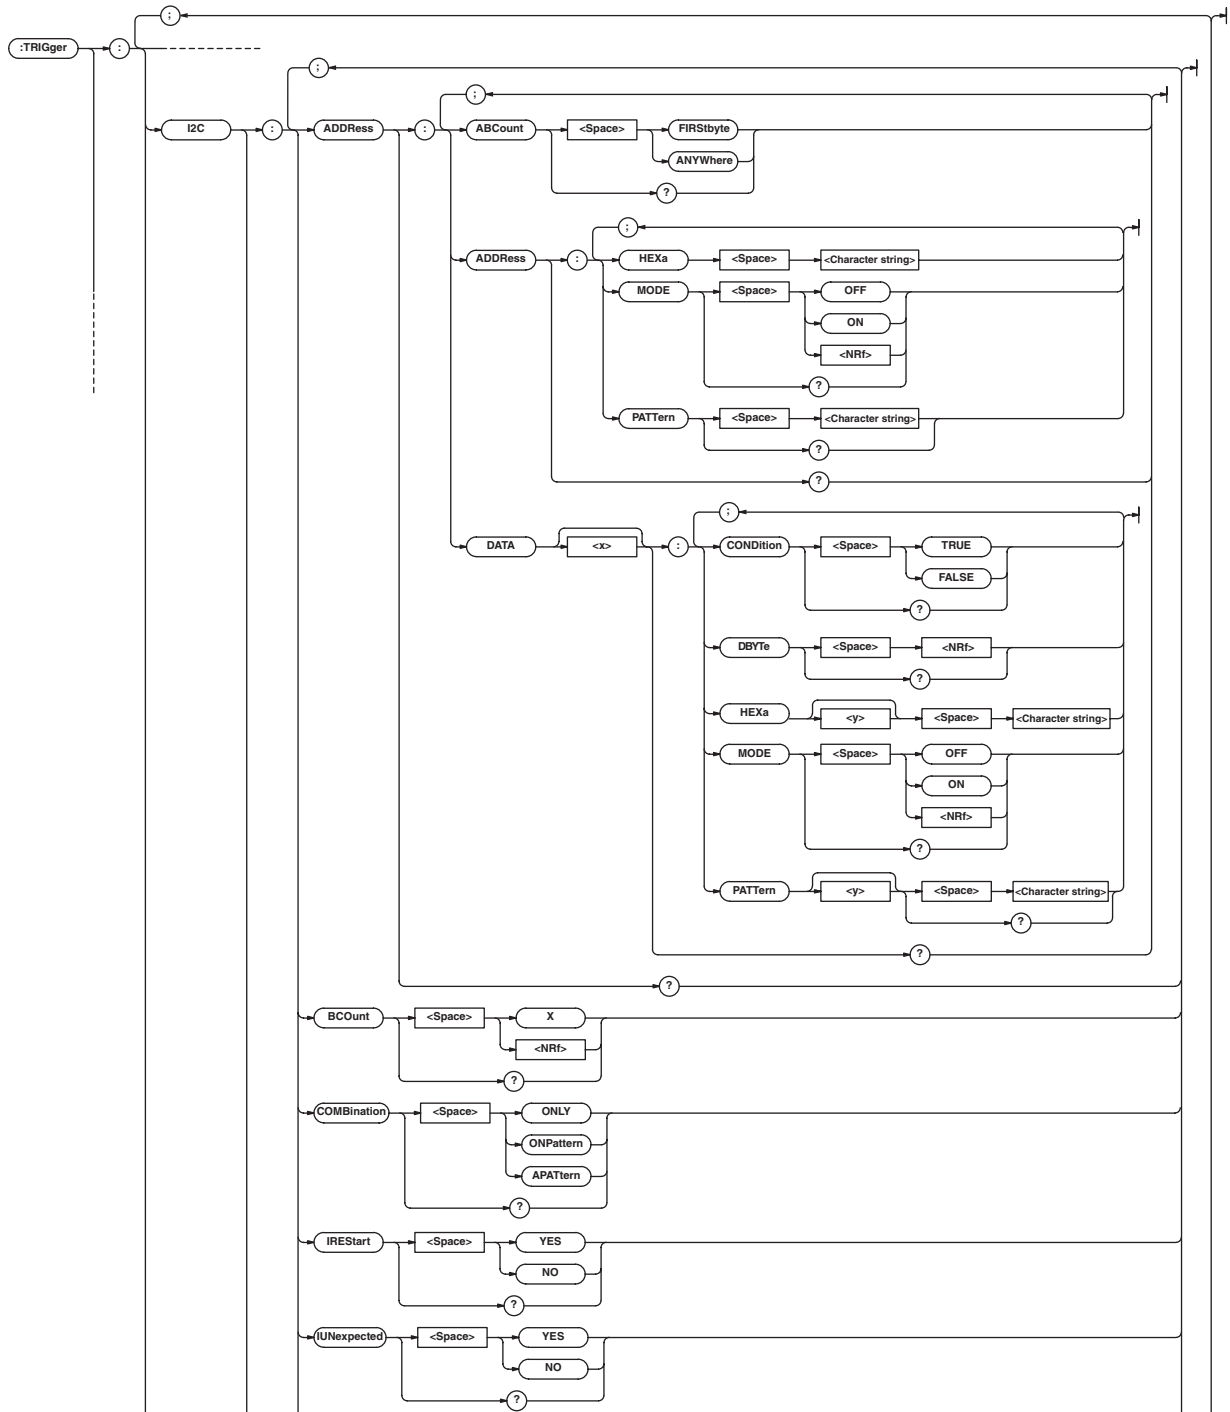 ;
:TRIGger :
;
;
I2C : ADDRess : ABCount <Space> FIRStbyte
ANYWhere
?
;
ADDRess : HEXa <Space> <Character string>
MODE <Space> OFF
ON
<NRf>
?
PATTern <Space> <Character string>
?
?
;
DATA <x> : CONDition <Space> TRUE
FALSE
?
DBYTe <Space> <NRf>
?
HEXa <y> <Space> <Character string>
MODE <Space> OFF
ON
<NRf>
?
PATTern <y> <Space> <Character string>
?
?
?
BCOunt <Space> X
<NRf>
?
COMBination <Space> ONLY
ONPattern
APATtern
?
IREStart <Space> YES
NO
?
IUNexpected <Space> YES
NO
?